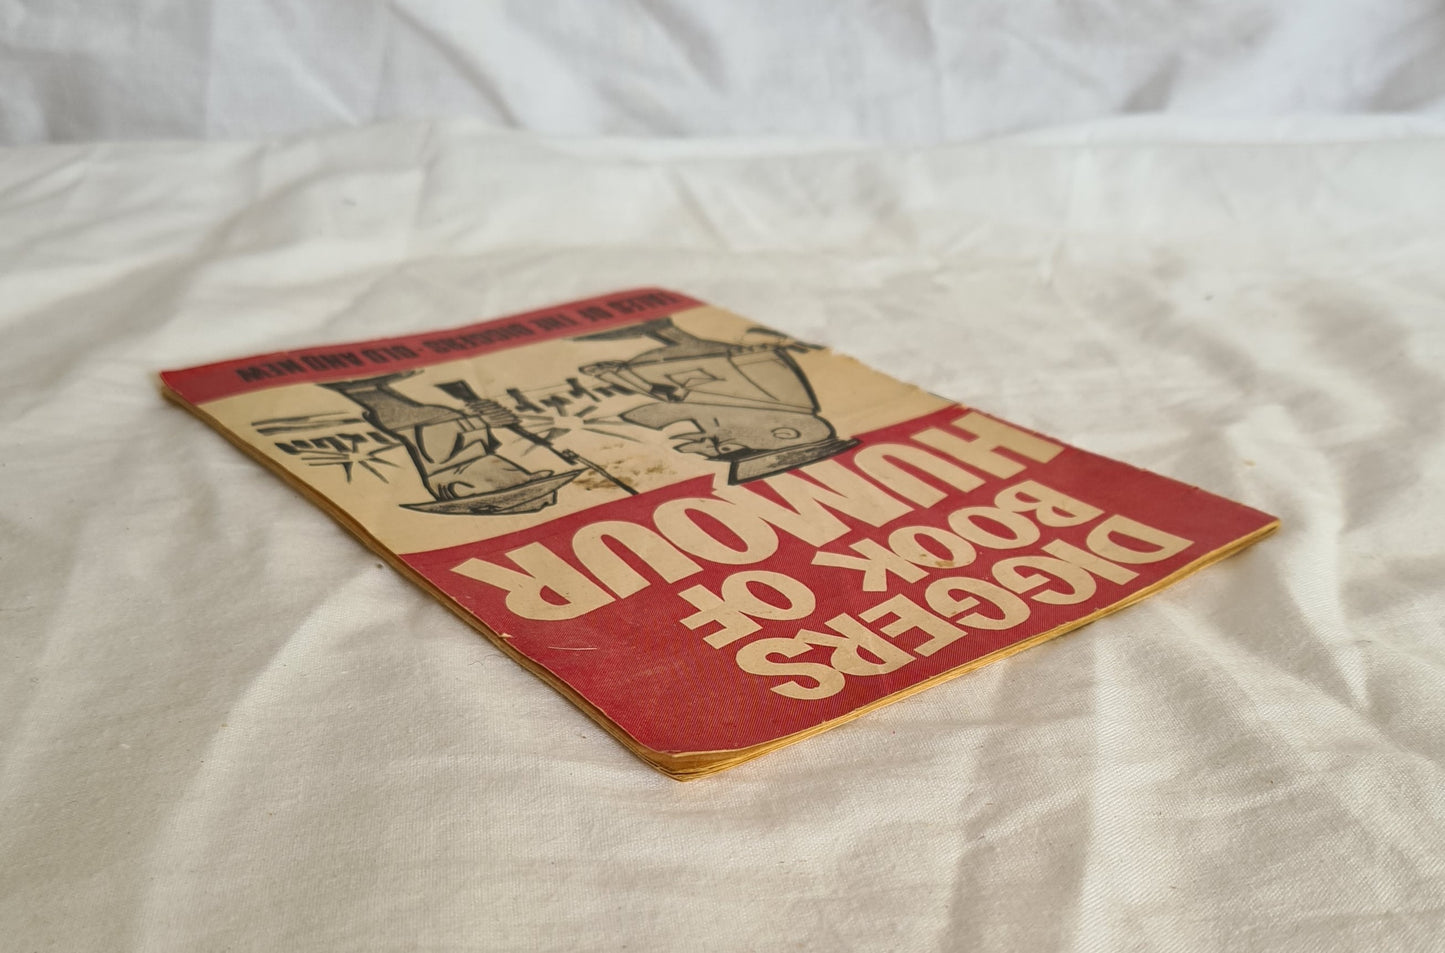 DIGGERS
BOOK OF
HUMOUR
TALES OF THE DIGGERS - OLD AND NEW